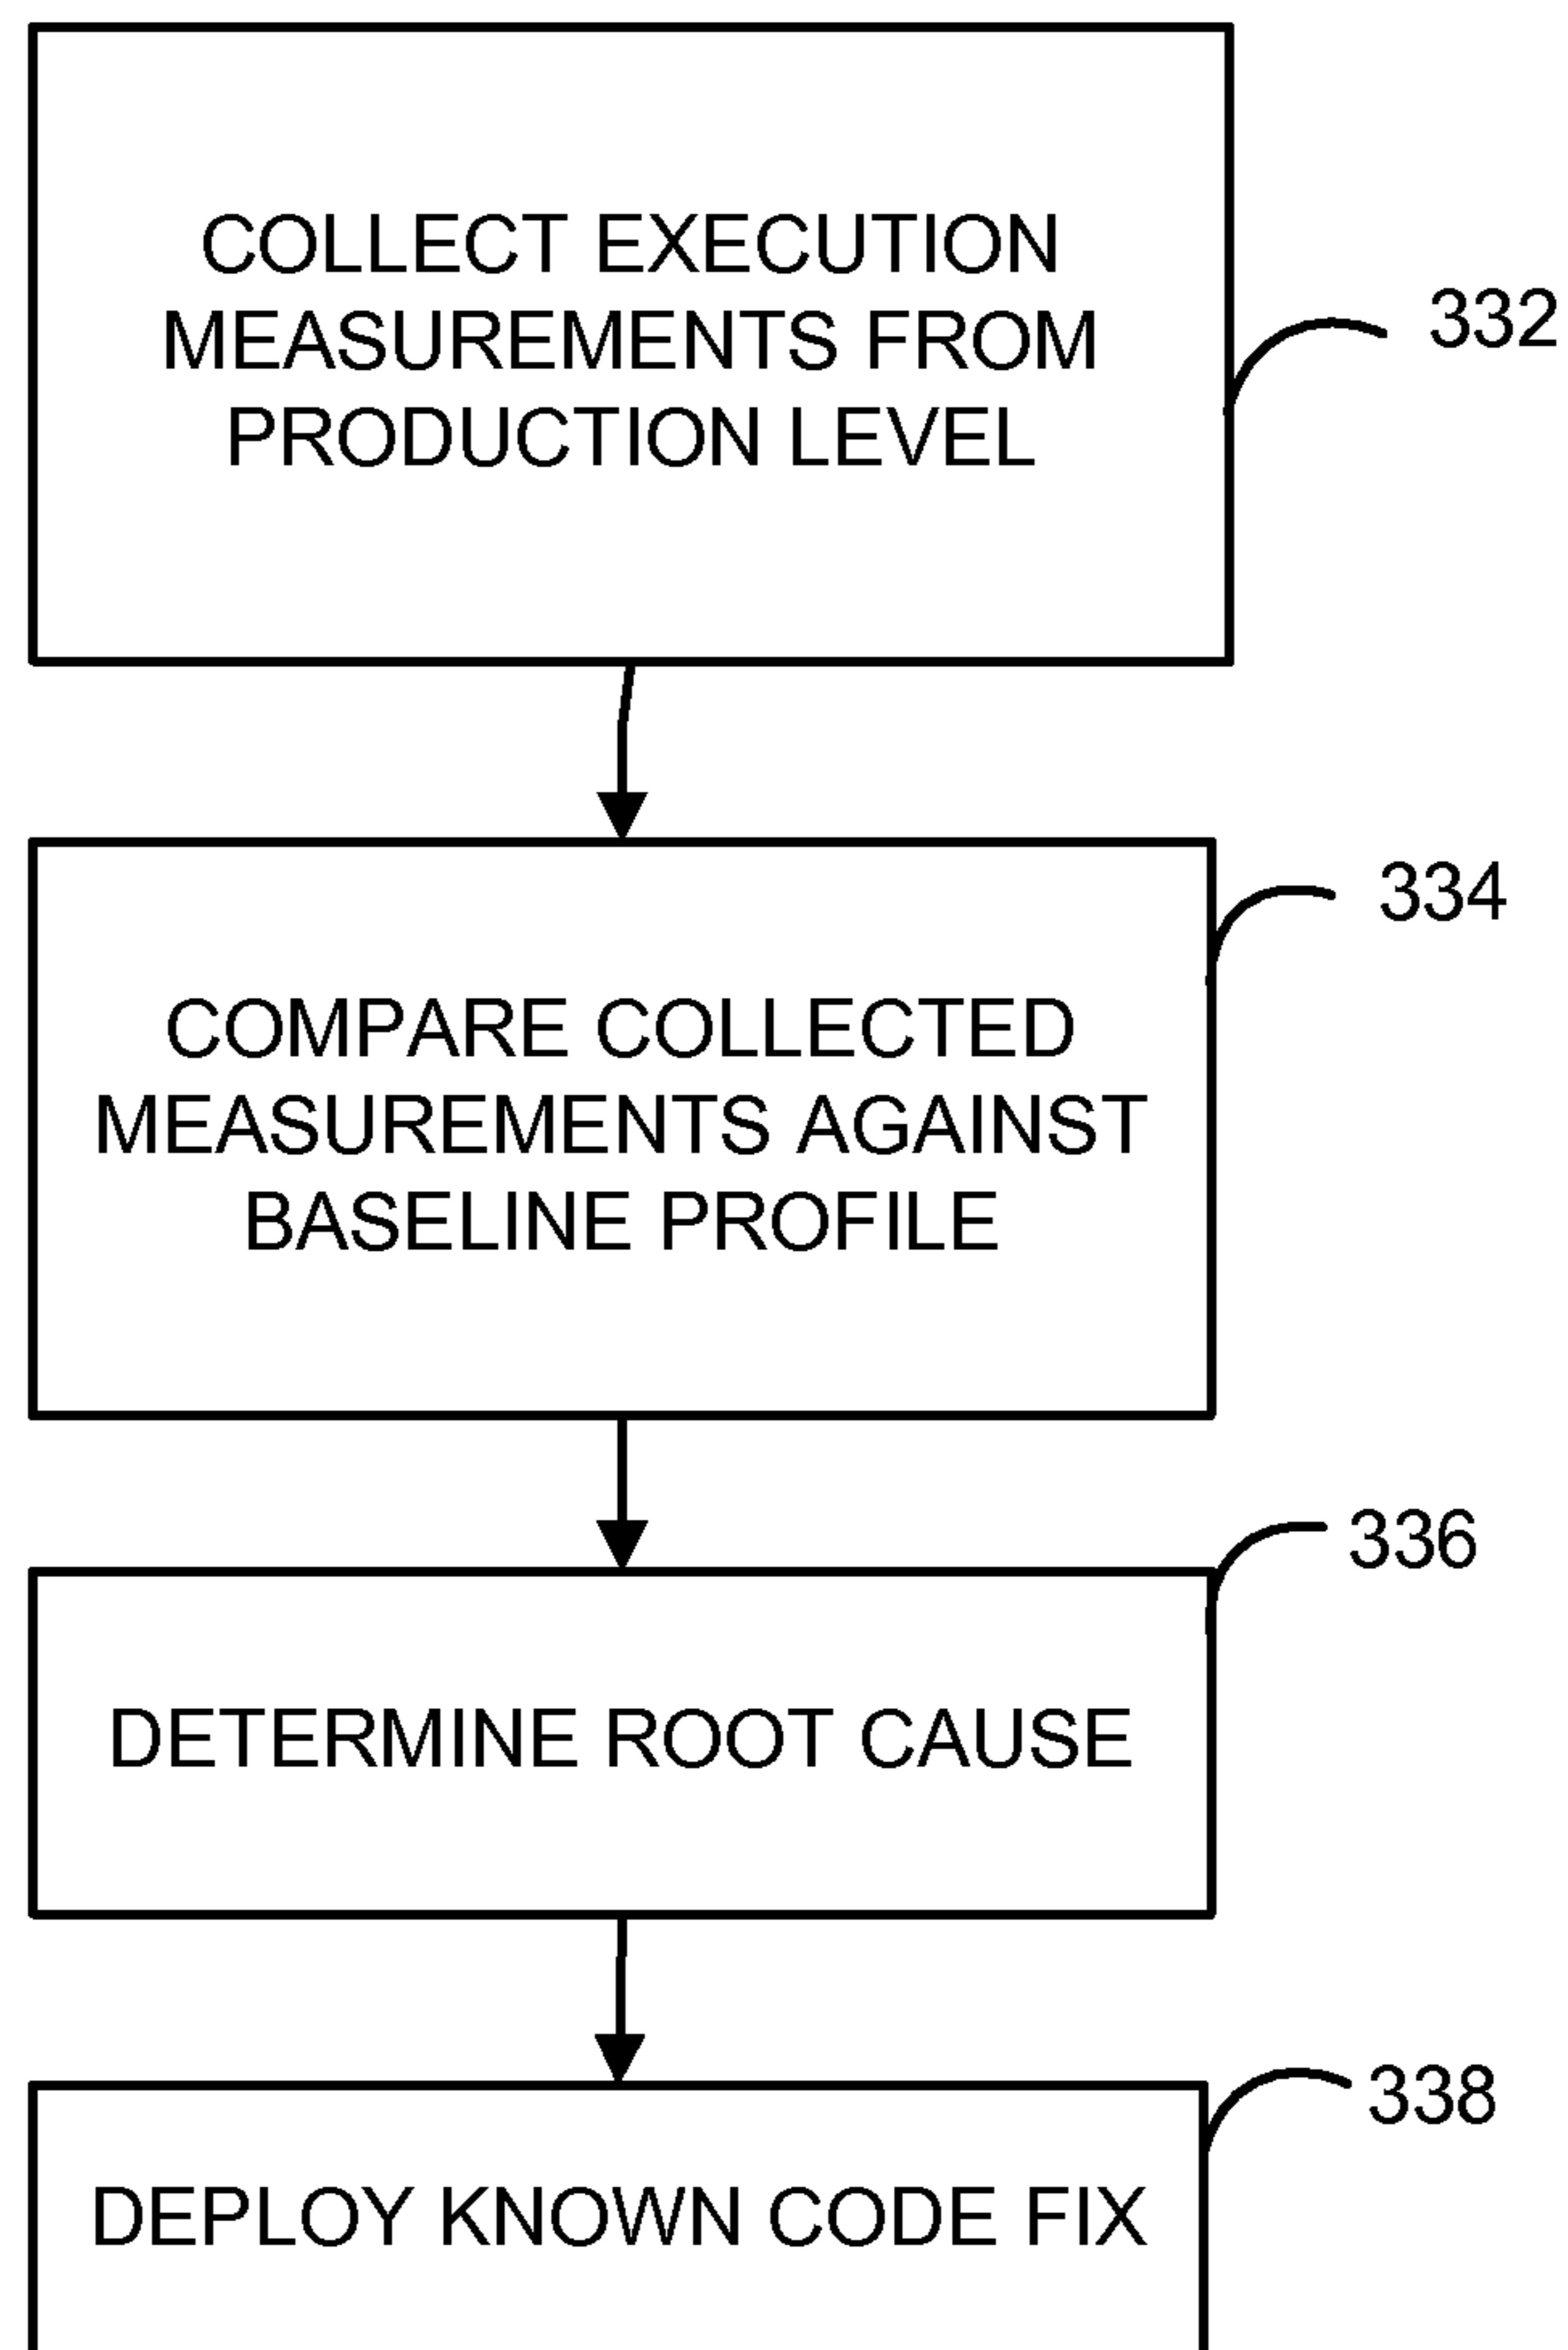 COLLECT EXECUTION
MEASUREMENTS FROM
PRODUCTION LEVEL
332
COMPARE COLLECTED
MEASUREMENTS AGAINST
BASELINE PROFILE
334
DETERMINE ROOT CAUSE
336
DEPLOY KNOWN CODE FIX
338